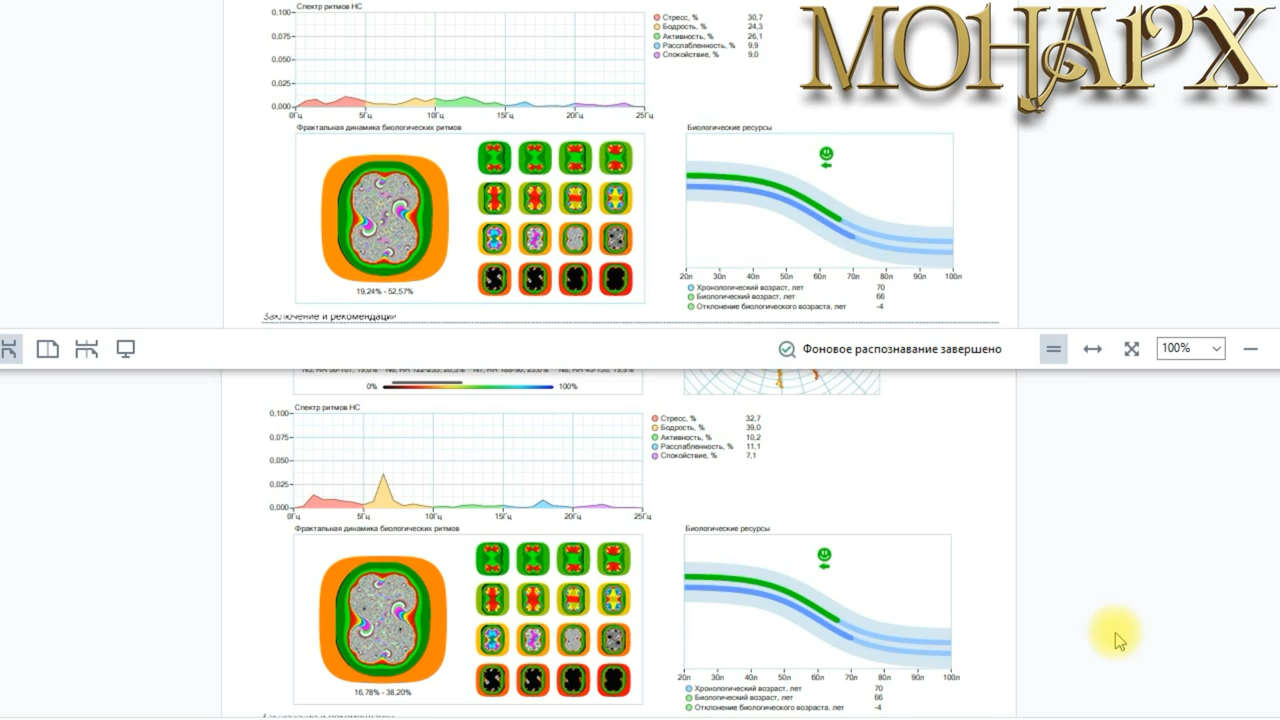 МОНАРХ
Спектр ритмов НС
0,100
0,075
0,050
0,025
0,000
0Гц 5Гц 10Гц 15Гц 20Гц 25Гц
Стресс, % 30,7
Бодрость, % 24,3
Активность, % 26,1
Расслабленность, % 9,9
Спокойствие, % 9,0
Фрактальная динамика биологических ритмов
19,24% - 52,57%
Биологические ресурсы
20л 30л 40л 50л 60л 70л 80л 90л 100л
Хронологический возраст, лет 70
Биологический возраст, лет 66
Отклонение биологического возраста, лет -4
Заключение и рекомендации
Фоновое распознавание завершено
100%
0% 100%
Спектр ритмов НС
0,100
0,075
0,050
0,025
0,000
0Гц 5Гц 10Гц 15Гц 20Гц 25Гц
Стресс, % 32,7
Бодрость, % 39,0
Активность, % 10,2
Расслабленность, % 11,1
Спокойствие, % 7,1
Фрактальная динамика биологических ритмов
16,78% - 38,20%
Биологические ресурсы
20л 30л 40л 50л 60л 70л 80л 90л 100л
Хронологический возраст, лет 70
Биологический возраст, лет 66
Отклонение биологического возраста, лет -4